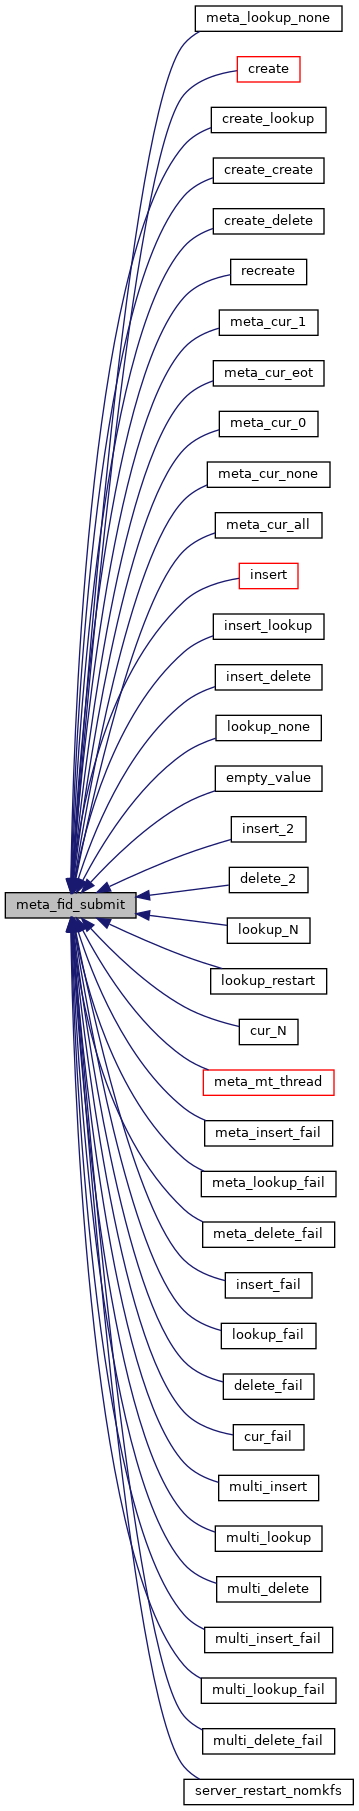 meta_lookup_none
create
create_lookup
create_create
create_delete
recreate
meta_cur_1
meta_cur_eot
meta_cur_0
meta_cur_none
meta_cur_all
insert
insert_lookup
insert_delete
lookup_none
empty_value
insert_2
delete_2
meta_fid_submit
lookup_N
lookup_restart
cur_N
meta_mt_thread
meta_insert_fail
meta_lookup_fail
meta_delete_fail
insert_fail
lookup_fail
delete_fail
cur_fail
multi_insert
multi_lookup
multi_delete
multi_insert_fail
multi_lookup_fail
multi_delete_fail
server_restart_nomkfs